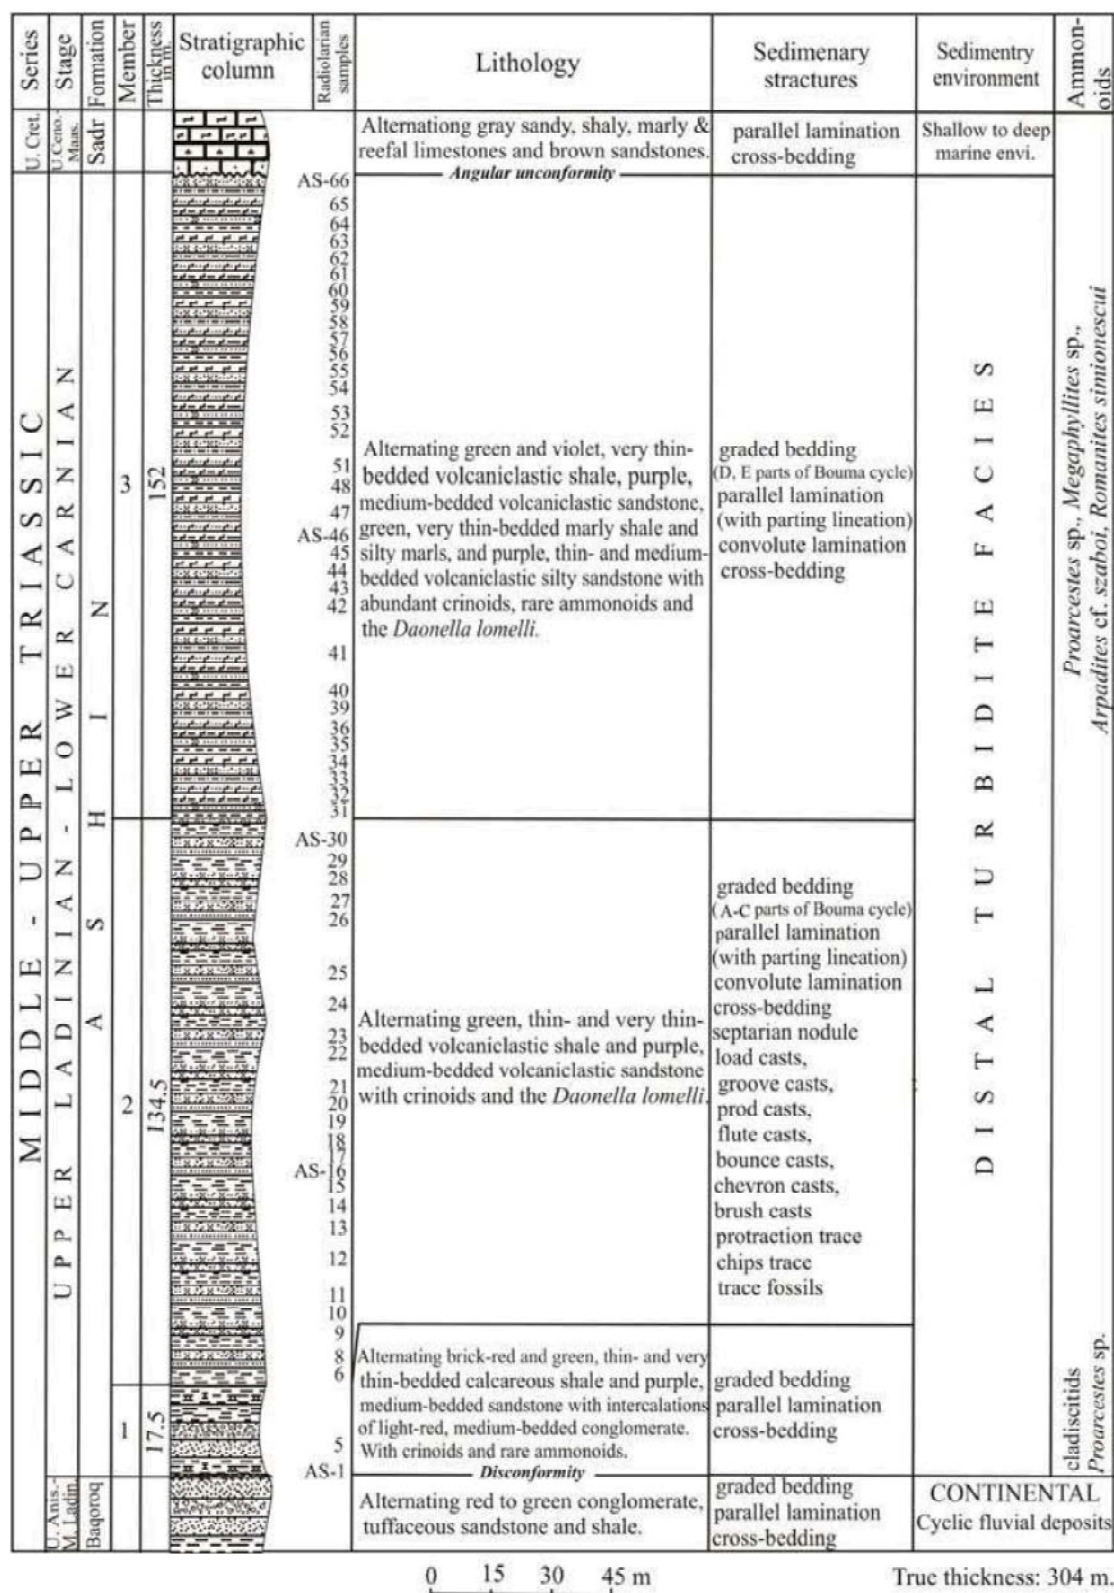 Series
Stage
Formation
Member
Thickness
in m.
Stratigraphic
column
Radiolarian
samples
Lithology
Sedimenary
stractures
Sedimentry
environment
Ammon-
oids
U. Cret.
U.Ceno.-
Maas.
Sadr
Alternationg gray sandy, shaly, marly &
reefal limestones and brown sandstones.
parallel lamination
cross-bedding
Shallow to deep
marine envi.
Angular unconformity
MIDDLE - UPPER TRIASSIC
UPPER LADINIAN - LOWER CARNIAN
ASHIN
3
152
AS-66
65
64
63
62
61
60
59
58
57
56
55
54
53
52
51
48
47
AS-46
45
44
43
42
41
40
39
36
35
34
33
32
31
Alternating green and violet, very thin-
bedded volcaniclastic shale, purple,
medium-bedded volcaniclastic sandstone,
green, very thin-bedded marly shale and
silty marls, and purple, thin- and medium-
bedded volcaniclastic silty sandstone with
abundant crinoids, rare ammonoids and
the Daonella lomelli.
graded bedding
(D, E parts of Bouma cycle)
parallel lamination
(with parting lineation)
convolute lamination
cross-bedding
DISTAL TURBIDITE FACIES
Proarcestes sp., Megaphyllites sp.,
Arpadites cf. szaboi, Romanites simionescui
2
134.5
AS-30
29
28
27
26
25
24
23
22
21
20
19
18
17
AS-16
15
14
13
12
11
10
9
8
6
Alternating green, thin- and very thin-
bedded volcaniclastic shale and purple,
medium-bedded volcaniclastic sandstone
with crinoids and the Daonella lomelli.
graded bedding
(A-C parts of Bouma cycle)
parallel lamination
(with parting lineation)
convolute lamination
cross-bedding
septarian nodule
load casts,
groove casts,
prod casts,
flute casts,
bounce casts,
chevron casts,
brush casts
protraction trace
chips trace
trace fossils
1
17.5
5
AS-1
Alternating brick-red and green, thin- and very
thin-bedded calcareous shale and purple,
medium-bedded sandstone with intercalations
of light-red, medium-bedded conglomerate.
With crinoids and rare ammonoids.
graded bedding
parallel lamination
cross-bedding
cladiscitids
Proarcestes sp.
Disconformity
U. Anis.-
M. Ladin.
Baqoroq
Alternating red to green conglomerate,
tuffaceous sandstone and shale.
graded bedding
parallel lamination
cross-bedding
CONTINENTAL
Cyclic fluvial deposits
0 15 30 45 m
True thickness: 304 m.